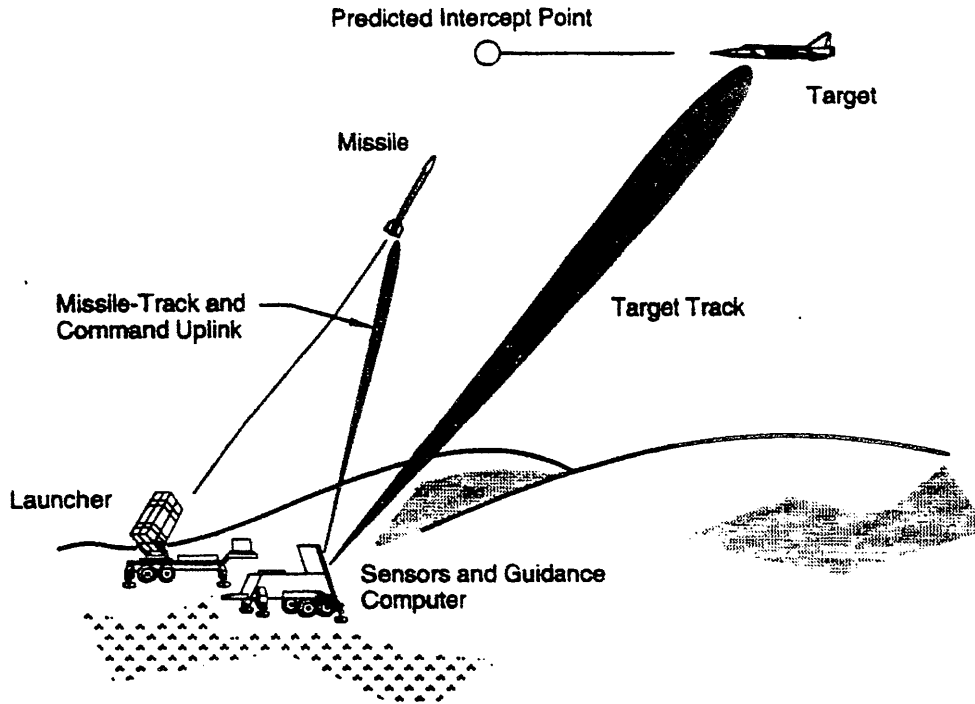 Predicted Intercept Point
Target
Missile
Missile-Track and
Command Uplink
Target Track
Launcher
Sensors and Guidance
Computer